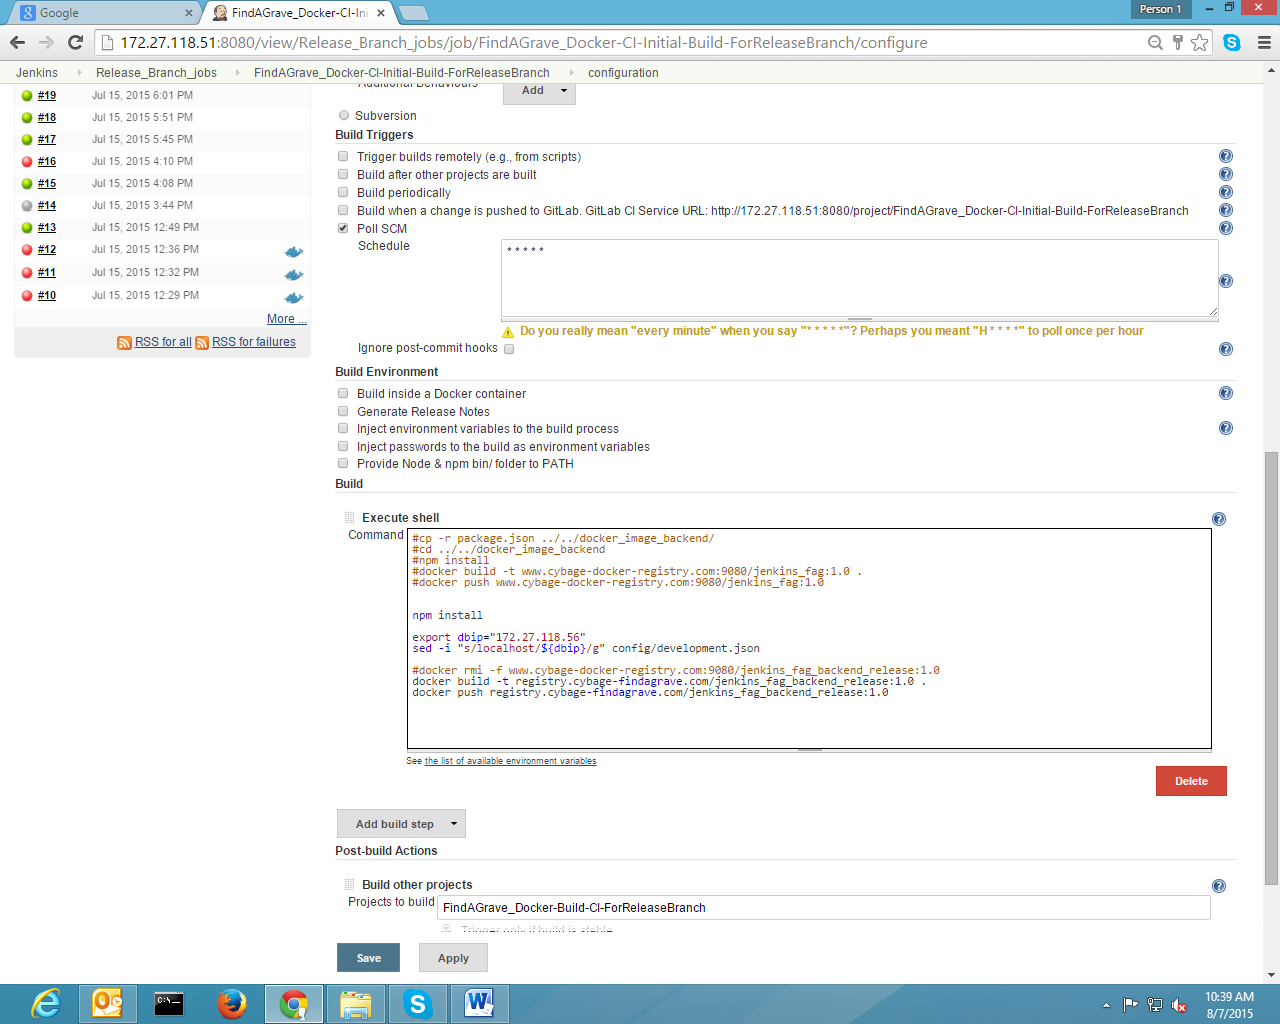 Google
FindAGrave_Docker-CI-Ini
Person 1
172.27.118.51:8080/view/Release_Branch_jobs/job/FindAGrave_Docker-CI-Initial-Build-ForReleaseBranch/configure
Jenkins Release_Branch_jobs FindAGrave_Docker-CI-Initial-Build-ForReleaseBranch configuration
#19 Jul 15, 2015 6:01 PM
#18 Jul 15, 2015 5:51 PM
#17 Jul 15, 2015 5:45 PM
#16 Jul 15, 2015 4:10 PM
#15 Jul 15, 2015 4:08 PM
#14 Jul 15, 2015 3:44 PM
#13 Jul 15, 2015 12:49 PM
#12 Jul 15, 2015 12:36 PM
#11 Jul 15, 2015 12:32 PM
#10 Jul 15, 2015 12:29 PM
More ...
RSS for all RSS for failures
Additional Behaviours Add
Subversion
Build Triggers
Trigger builds remotely (e.g., from scripts)
Build after other projects are built
Build periodically
Build when a change is pushed to GitLab. GitLab CI Service URL: http://172.27.118.51:8080/project/FindAGrave_Docker-CI-Initial-Build-ForReleaseBranch
Poll SCM
Schedule
* * * * *
Do you really mean "every minute" when you say "* * * * *"? Perhaps you meant "H * * * *" to poll once per hour
Ignore post-commit hooks
Build Environment
Build inside a Docker container
Generate Release Notes
Inject environment variables to the build process
Inject passwords to the build as environment variables
Provide Node & npm bin/ folder to PATH
Build
Execute shell
Command
#cp -r package.json ../../docker_image_backend/
#cd ../../docker_image_backend
#npm install
#docker build -t www.cybage-docker-registry.com:9080/jenkins_fag:1.0 .
#docker push www.cybage-docker-registry.com:9080/jenkins_fag:1.0
npm install
export dbip="172.27.118.56"
sed -i "s/localhost/${dbip}/g" config/development.json
#docker rmi -f www.cybage-docker-registry.com:9080/jenkins_fag_backend_release:1.0
docker build -t registry.cybage-findagrave.com/jenkins_fag_backend_release:1.0 .
docker push registry.cybage-findagrave.com/jenkins_fag_backend_release:1.0
See the list of available environment variables
Delete
Add build step
Post-build Actions
Build other projects
Projects to build FindAGrave_Docker-Build-CI-ForReleaseBranch
Trigger only if build is stable
Save Apply
10:39 AM
8/7/2015